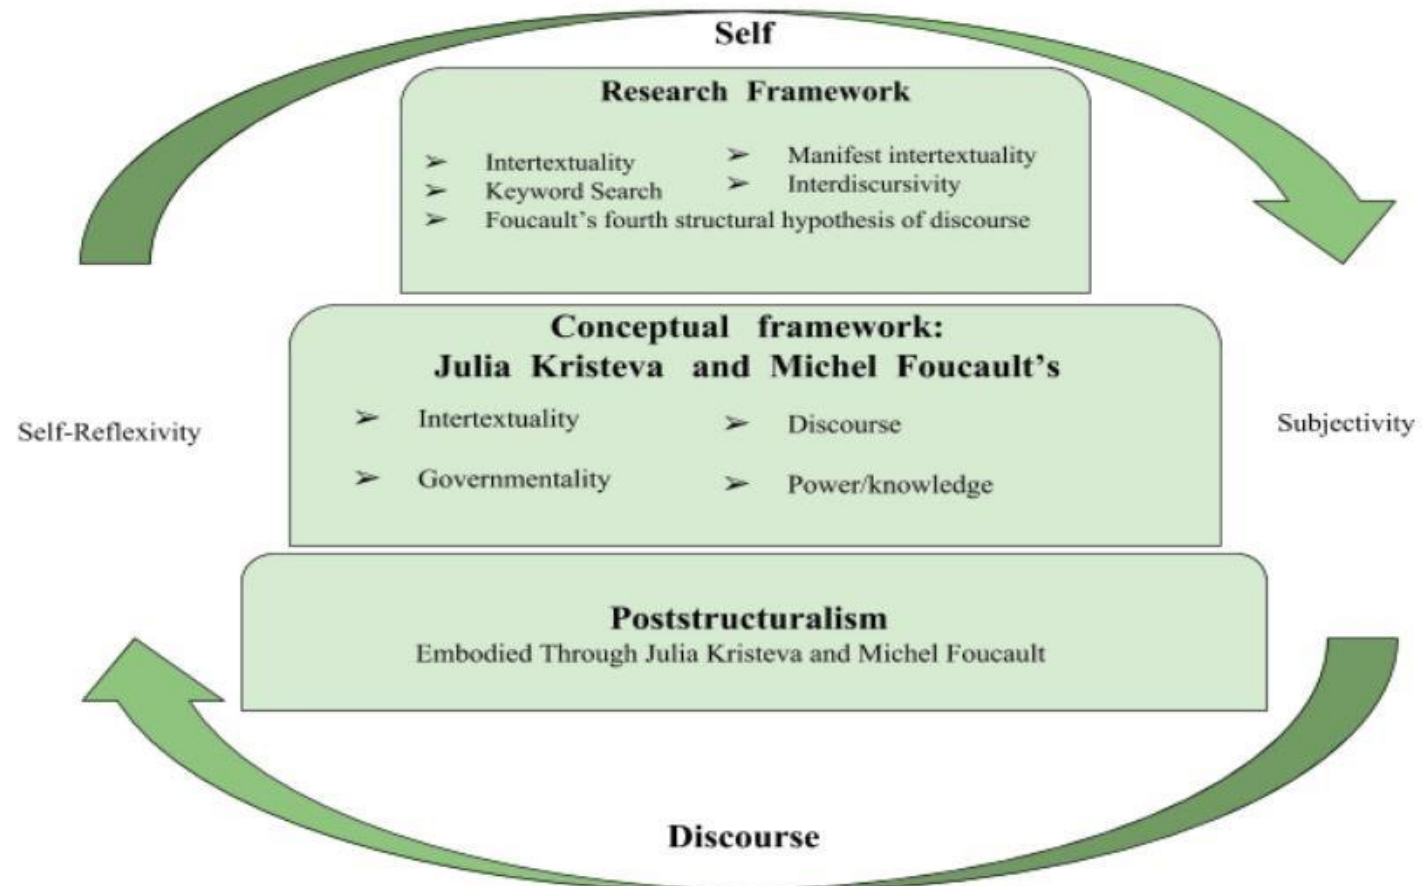 Self
Research Framework
➢ Intertextuality
➢ Manifest intertextuality
➢ Keyword Search
➢ Interdiscursivity
➢ Foucault's fourth structural hypothesis of discourse
Conceptual framework:
Julia Kristeva and Michel Foucault's
➢ Intertextuality
➢ Discourse
➢ Governmentality
➢ Power/knowledge
Self-Reflexivity
Subjectivity
Poststructuralism
Embodied Through Julia Kristeva and Michel Foucault
Discourse